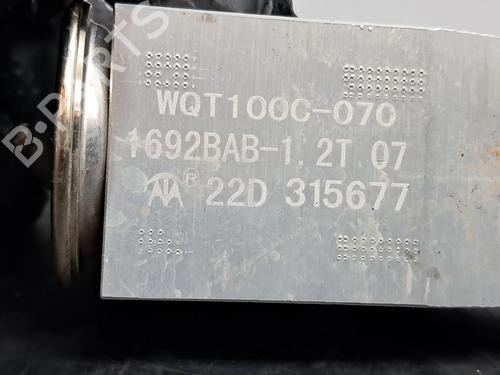 WQT100C-070
1692BAB-1.2T 07
® 22D 315677
B-PARTS